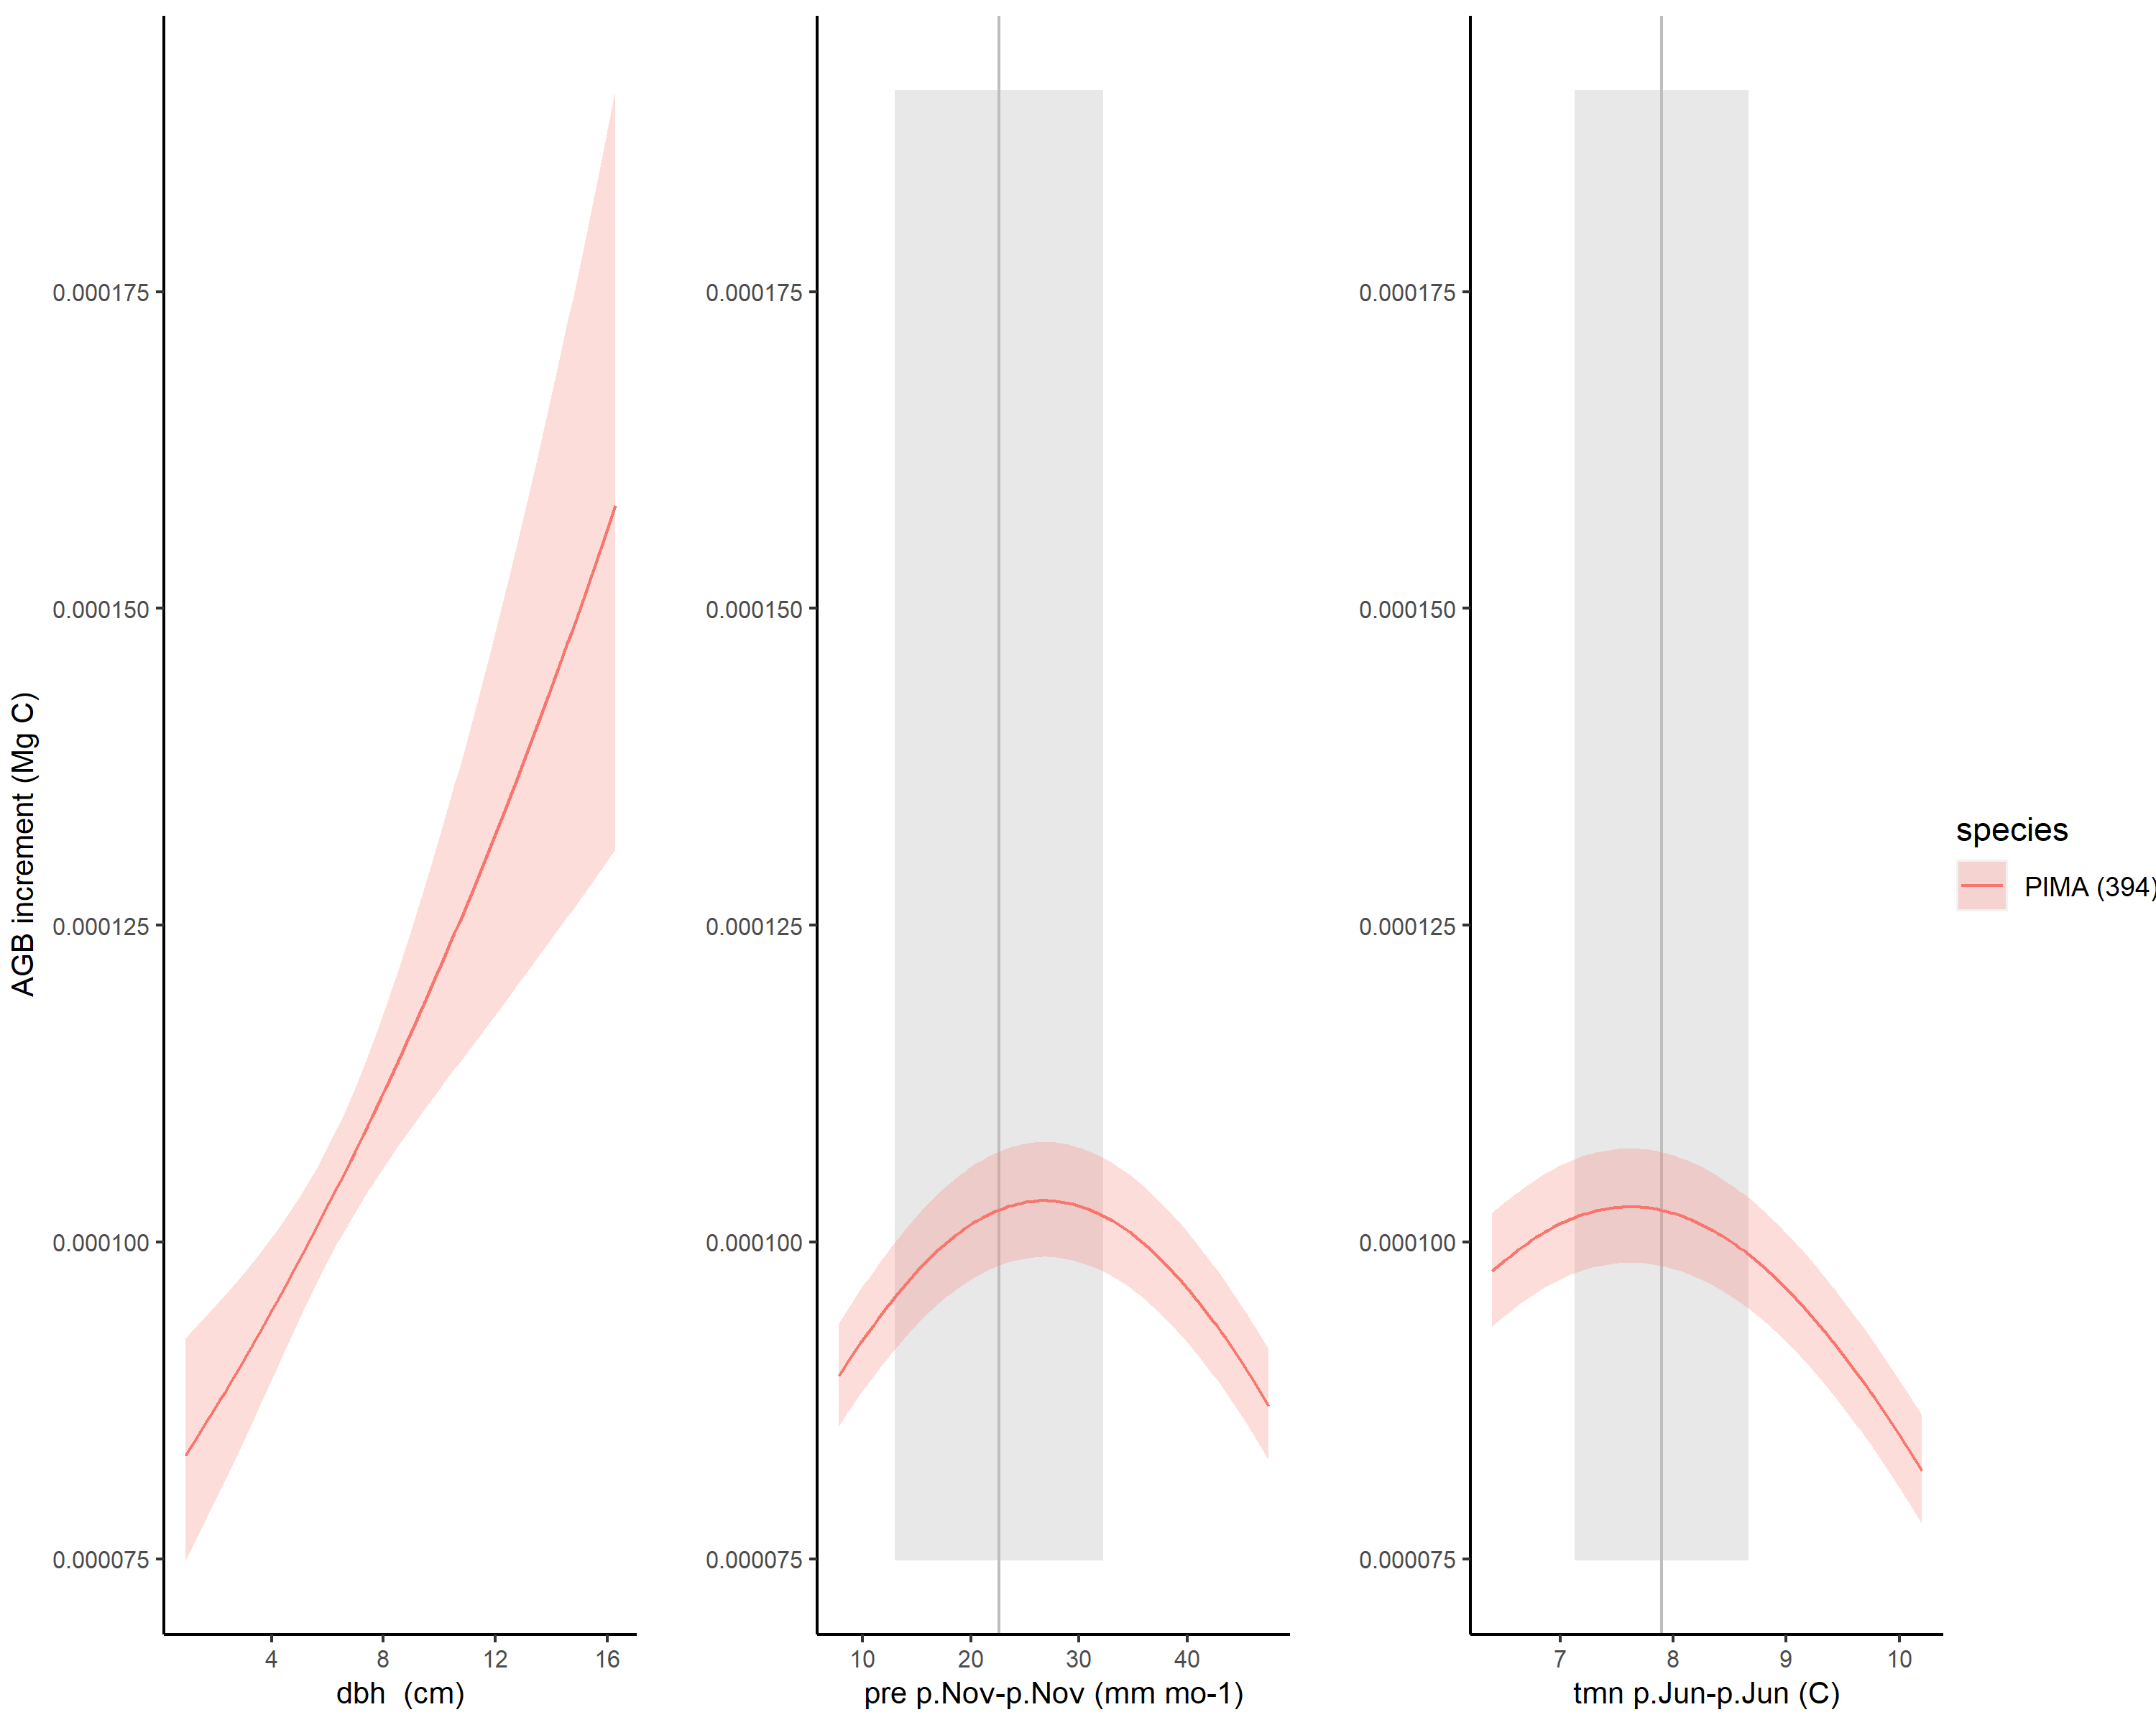 AGB increment (Mg C)
0.000175
0.000150
0.000125
0.000100
0.000075
4 8 12 16
dbh (cm)
0.000175
0.000150
0.000125
0.000100
0.000075
10 20 30 40
pre p.Nov-p.Nov (mm mo-1)
0.000175
0.000150
0.000125
0.000100
0.000075
7 8 9 10
tmn p.Jun-p.Jun (C)
species
PIMA (394)